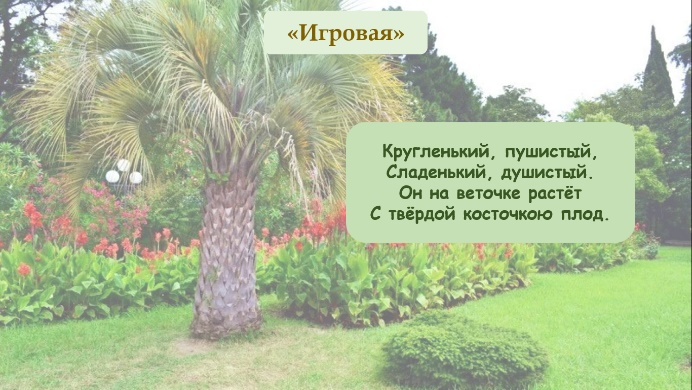 «Игровая»
Кругленький, пушистый,
Сладенький, душистый.
Он на веточке растёт
С твёрдой косточкою плод.